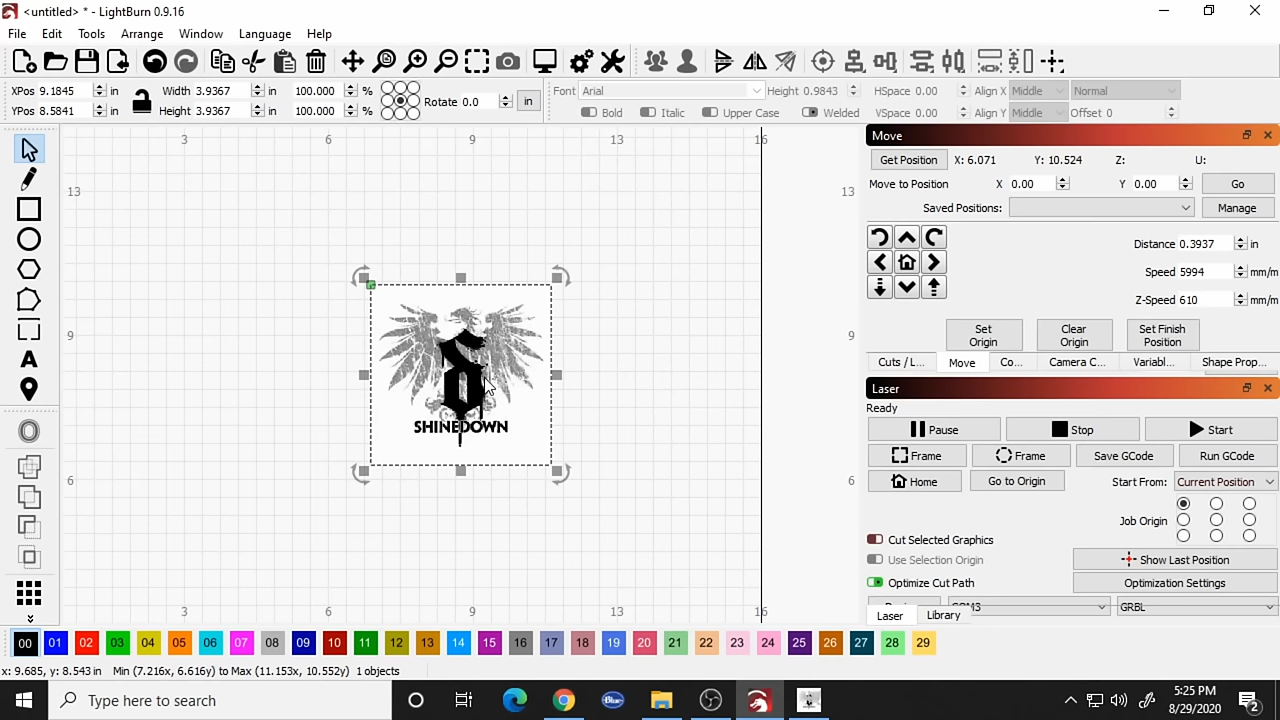 <untitled> * - LightBurn 0.9.16
File Edit Tools Arrange Window Language Help
XPos 9.1845 in Width 3.9367 in 100.000 % Rotate 0.0 in Font Arial Height 0.9843 HSpace 0.00 Align X Middle Normal
YPos 8.5841 in Height 3.9367 in 100.000 % Bold Italic Upper Case Welded VSpace 0.00 Align Y Middle Offset 0
3 6 9 13 16
13 13
9 9
6 6
3 6 9 13 16
SHINEDOWN
A
Move
Get Position X: 6.071 Y: 10.524 Z: U:
Move to Position X 0.00 Y 0.00 Go
Saved Positions: Manage
Distance 0.3937 in
Speed 5994 mm/m
Z-Speed 610 mm/m
Set Origin Clear Origin Set Finish Position
Cuts / L... Move Co... Camera C... Variabl... Shape Prop...
Laser
Ready
Pause Stop Start
Frame Frame Save GCode Run GCode
Home Go to Origin Start From: Current Position
Job Origin
Cut Selected Graphics
Use Selection Origin Show Last Position
Optimize Cut Path Optimization Settings
COM3 GRBL
Laser Library
00 01 02 03 04 05 06 07 08 09 10 11 12 13 14 15 16 17 18 19 20 21 22 23 24 25 26 27 28 29
x: 9.685, y: 8.543 in Min (7.216x, 6.616y) to Max (11.153x, 10.552y) 1 objects
Type here to search
Blue
5:25 PM
8/29/2020
2